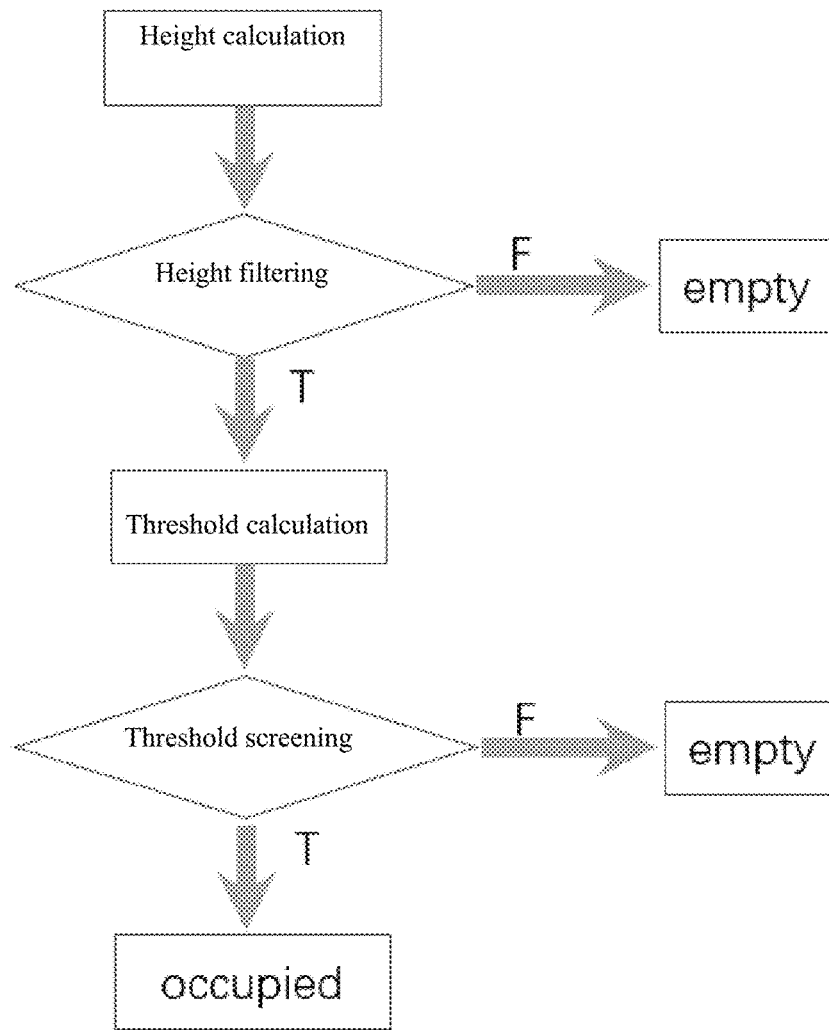 Height calculation
Height filtering
F
empty
T
Threshold calculation
Threshold screening
F
empty
T
occupied